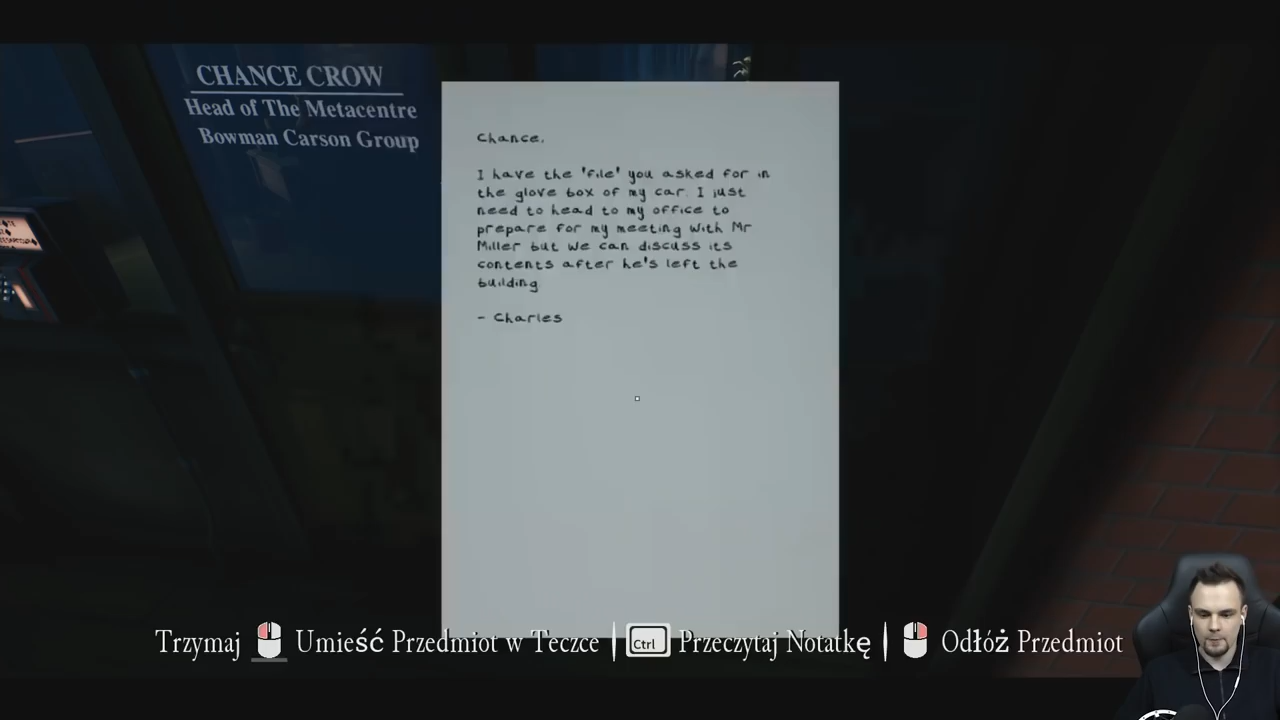 CHANCE CROW
Head of The Metacentre
Bowman Carson Group
Chance,
I have the 'file' you asked for in
the glove box of my car. I just
need to head to my office to
prepare for my meeting with Mr
Miller but we can discuss its
contents after he's left the
building
- Charles
Trzymaj Umieść Przedmiot w Teczce | Ctrl Przeczytaj Notatkę | Odłóż Przedmiot